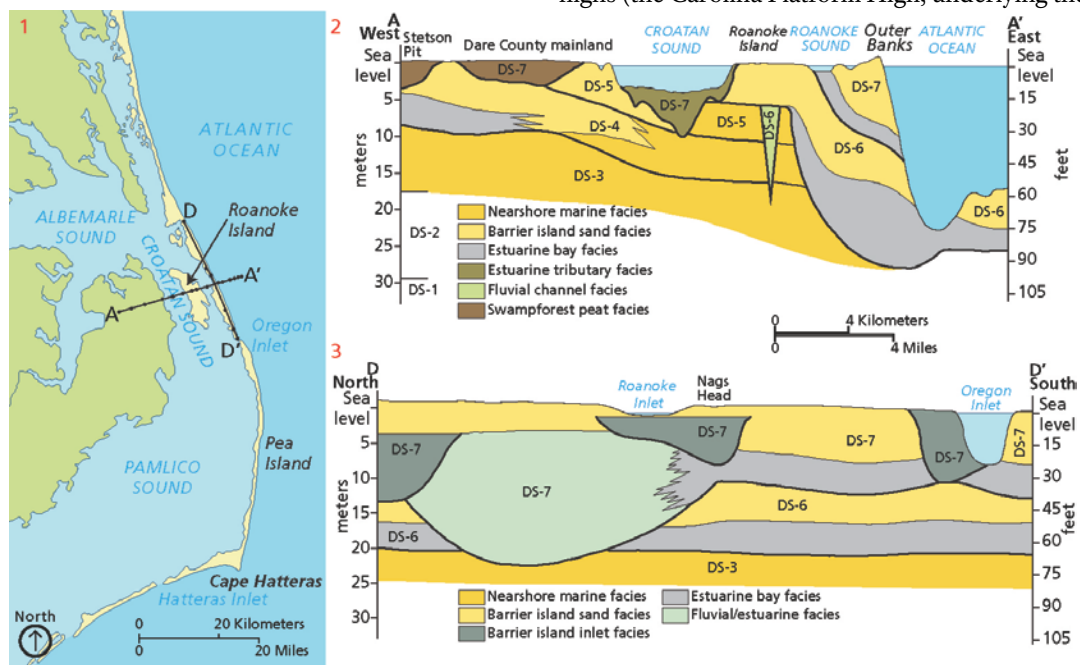 highs (the Carolina Platform High, underlying the
1
ATLANTIC
OCEAN
D
Roanoke
Island
ALBEMARLE
SOUND
CROATAN SOUND
A'
A
D'
Oregon
Inlet
Pea
Island
PAMLICO
SOUND
Cape Hatteras
Hatteras Inlet
North
0 20 Kilometers
0 20 Miles
2
A
West
Stetson
Pit
Dare County mainland
CROATAN
SOUND
Roanoke
Island
ROANOKE
SOUND
Outer
Banks
ATLANTIC
OCEAN
A'
East
Sea
level
5
10
15
20
25
30
meters
DS-7
DS-5
DS-7
DS-4
DS-5
DS-6
DS-7
DS-6
DS-6
DS-3
DS-2
DS-1
Sea
level
15
30
45
60
75
90
105
feet
Nearshore marine facies
Barrier island sand facies
Estuarine bay facies
Estuarine tributary facies
Fluvial channel facies
Swampforest peat facies
0 4 Kilometers
0 4 Miles
3
D
North
Sea
level
5
10
15
20
25
30
meters
Roanoke
Inlet
Nags
Head
Oregon
Inlet
D'
South
Sea
level
15
30
45
60
75
90
105
feet
DS-7
DS-7
DS-7
DS-7
DS-7
DS-7
DS-6
DS-6
DS-3
Nearshore marine facies
Barrier island sand facies
Barrier island inlet facies
Estuarine bay facies
Fluvial/estuarine facies